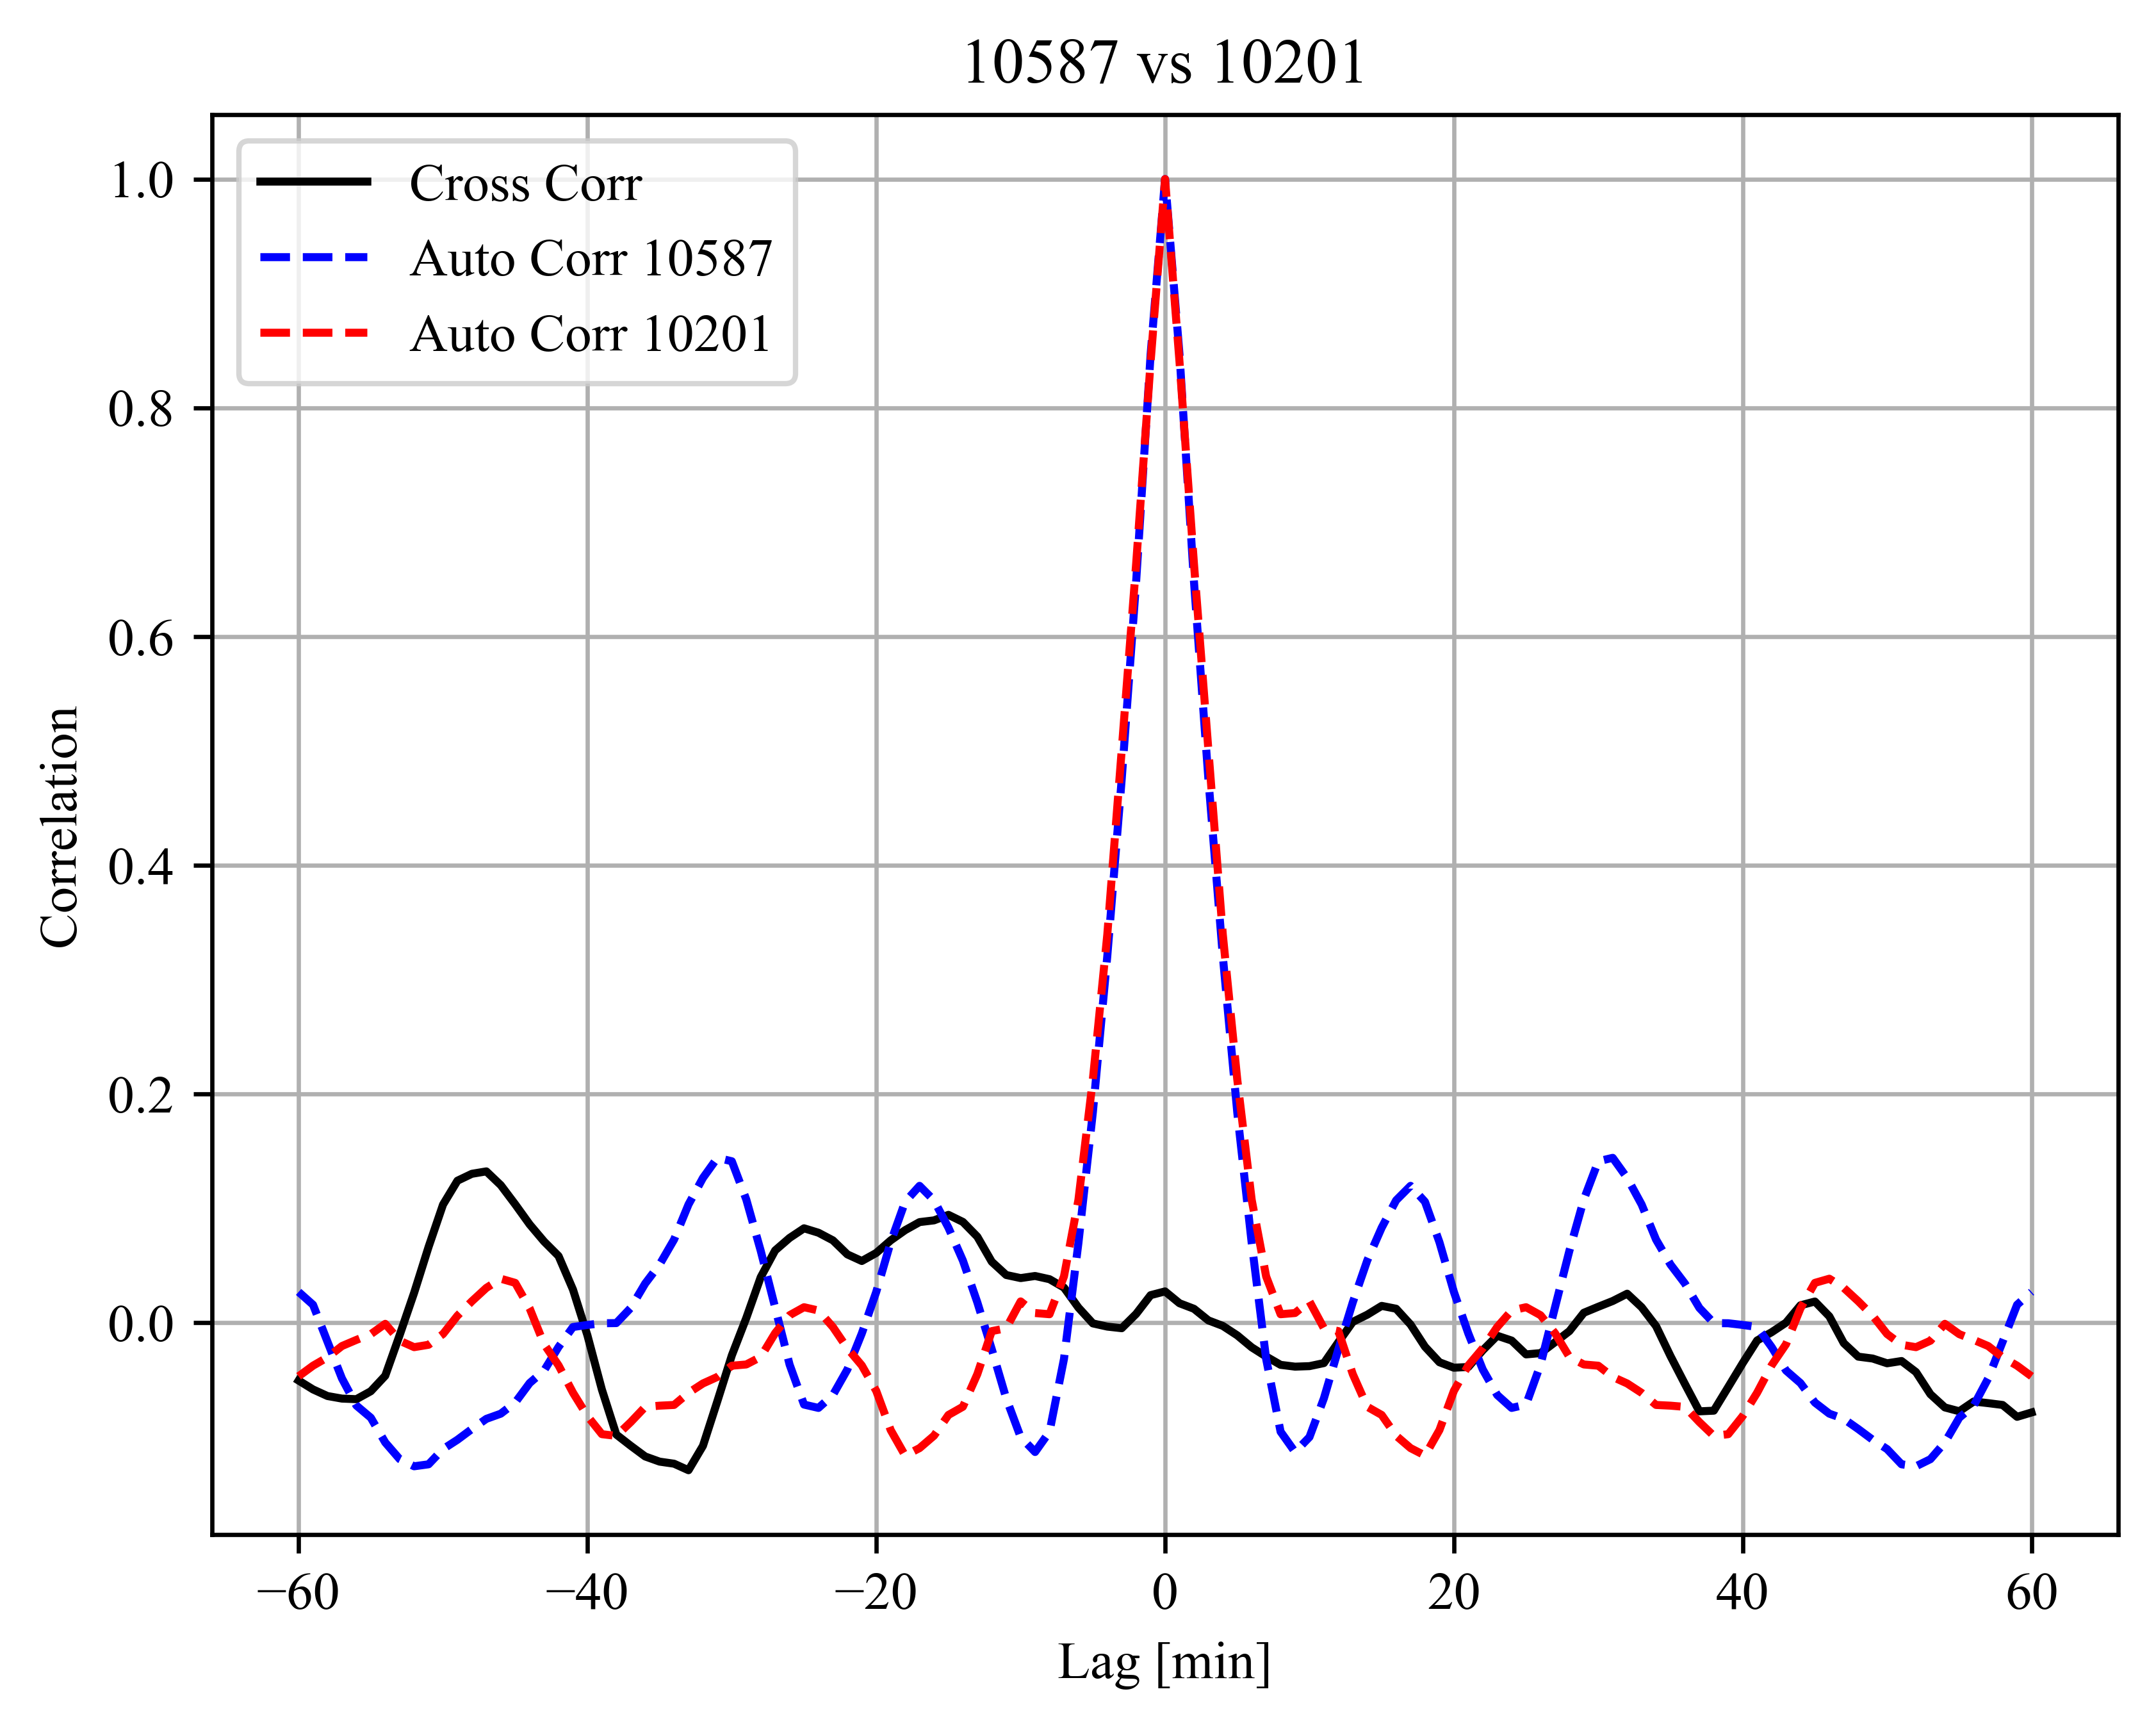 10587 vs 10201
Cross Corr
Auto Corr 10587
Auto Corr 10201
1.0
0.8
0.6
0.4
0.2
0.0
Correlation
−60 −40 −20 0 20 40 60
Lag [min]